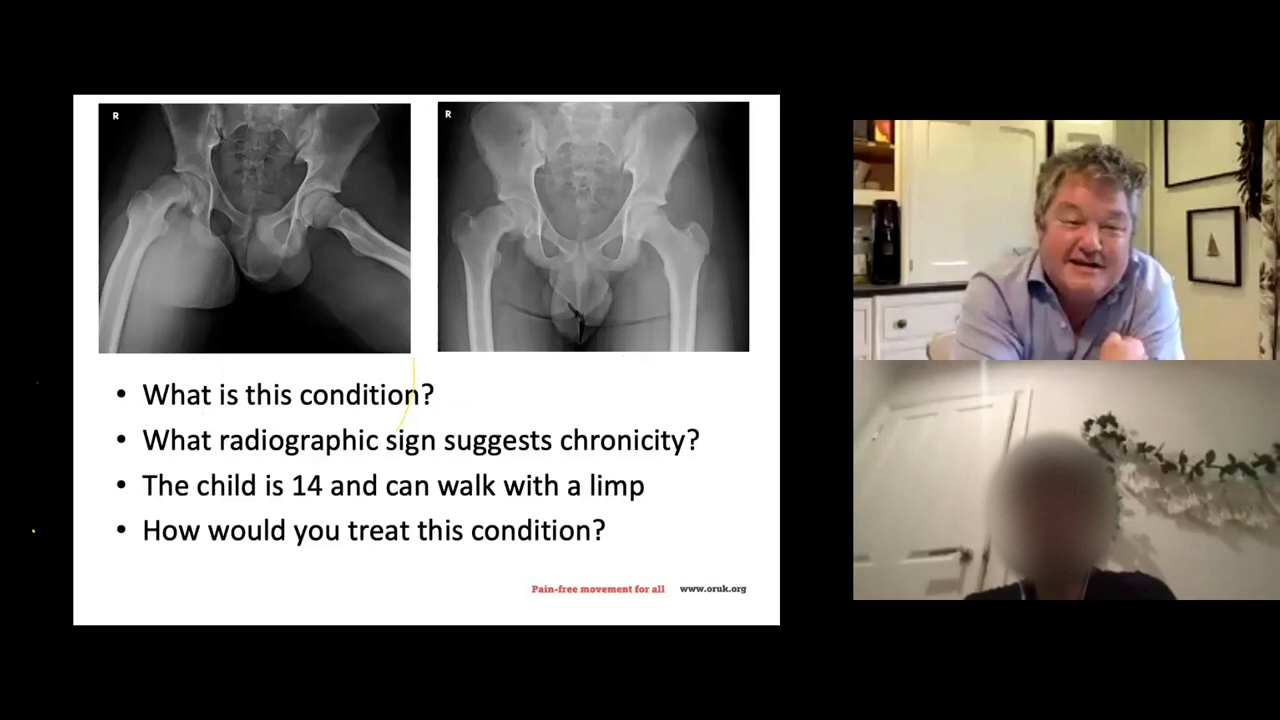 R
R
• What is this condition?
• What radiographic sign suggests chronicity?
• The child is 14 and can walk with a limp
• How would you treat this condition?
Pain-free movement for all www.oruk.org